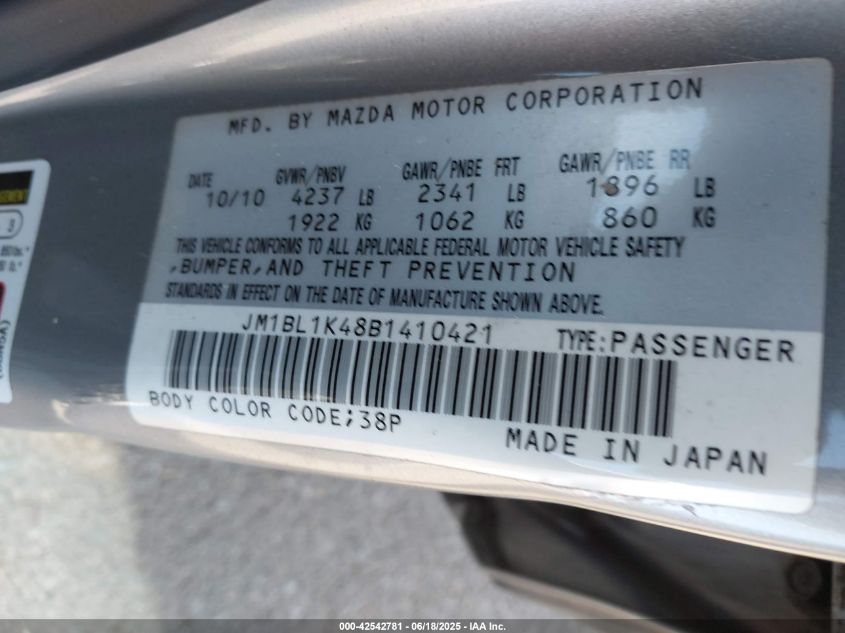 MFD. BY MAZDA MOTOR CORPORATION
DATE GVWR/PNBV GAWR/PNBE FRT GAWR/PNBE RR
10/10 4237 LB 2341 LB 1896 LB
1922 KG 1062 KG 860 KG
THIS VEHICLE CONFORMS TO ALL APPLICABLE FEDERAL MOTOR VEHICLE SAFETY
,BUMPER,AND THEFT PREVENTION
STANDARDS IN EFFECT ON THE DATE OF MANUFACTURE SHOWN ABOVE.
JM1BL1K48B1410421 TYPE:PASSENGER
BODY COLOR CODE;38P
MADE IN JAPAN
000-42542781 - 06/18/2025 - IAA Inc.